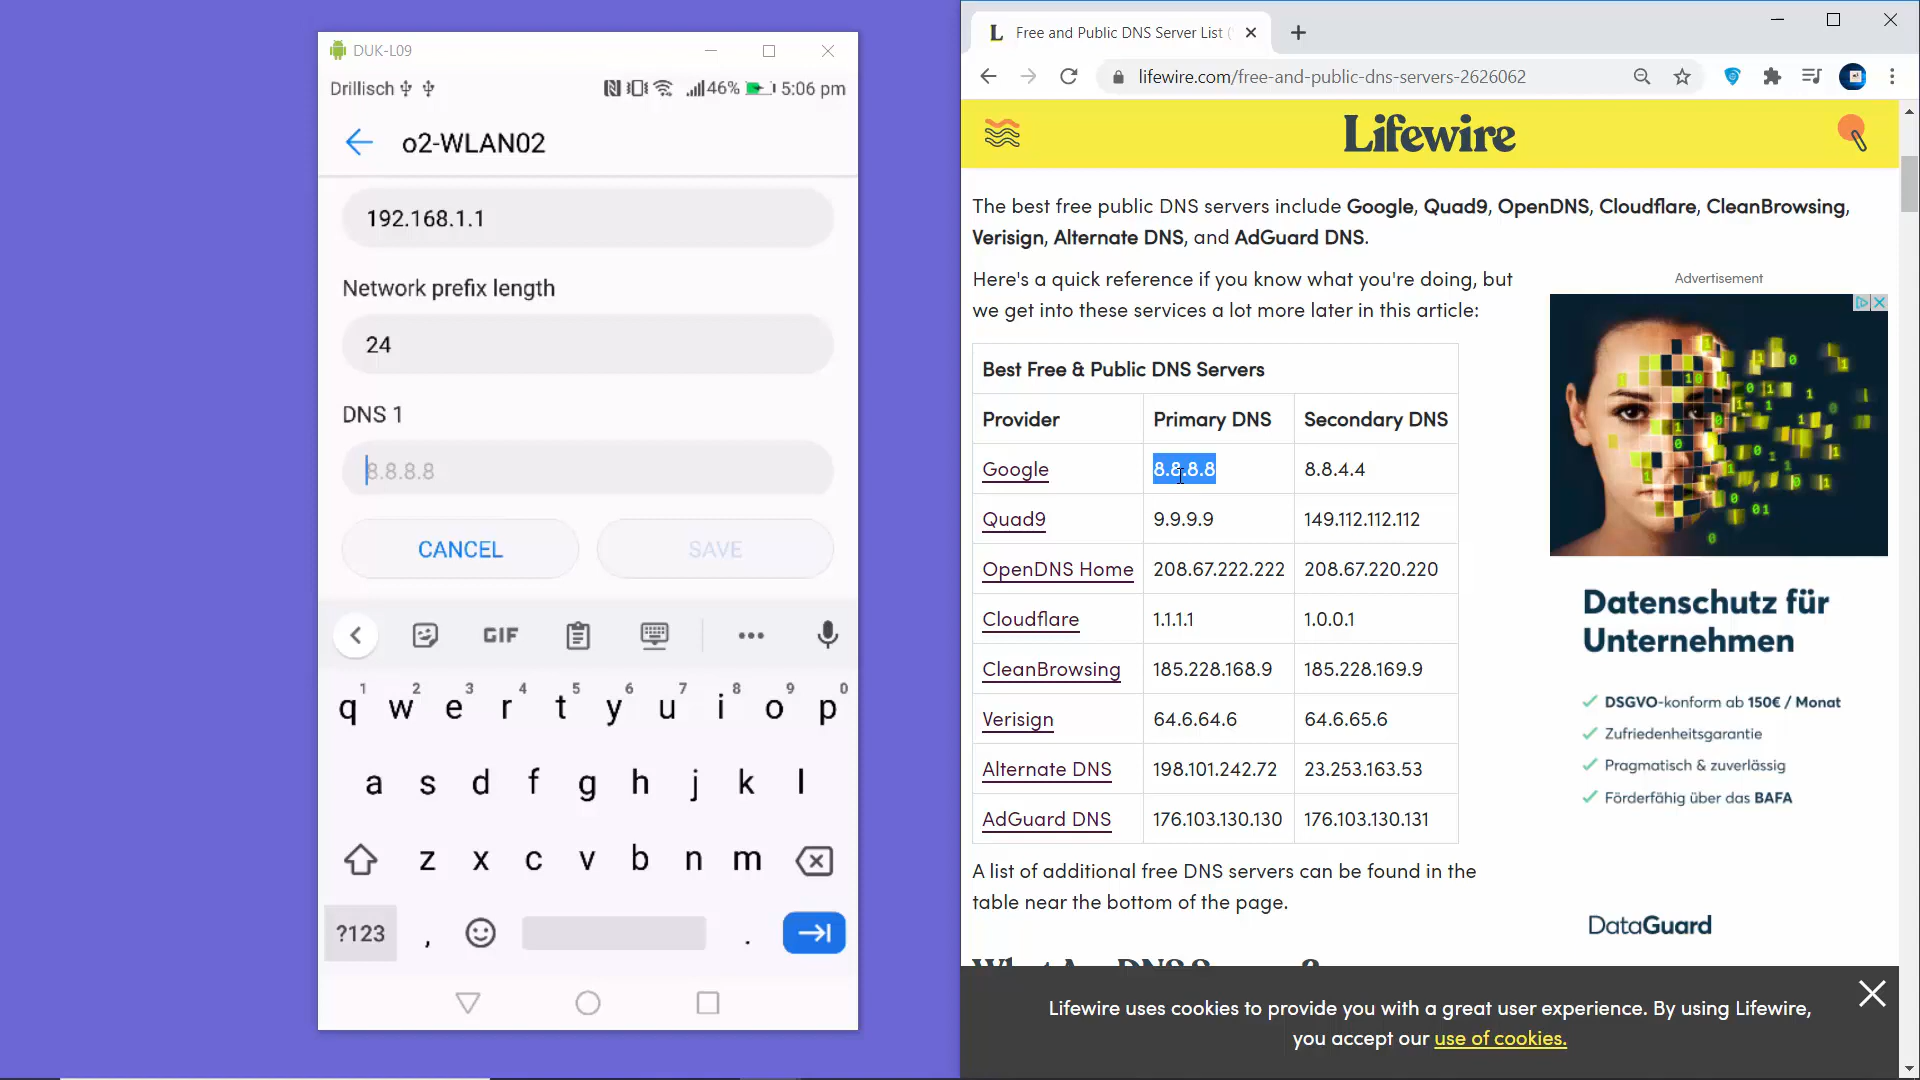 DUK-L09
Drillisch
46%
5:06 pm
o2-WLAN02
192.168.1.1
Network prefix length
24
DNS 1
8.8.8.8
CANCEL
SAVE
GIF
q1 w2 e3 r4 t5 y6 u7 i8 o9 p0
a s d f g h j k l
z x c v b n m
?123 , .
L Free and Public DNS Server List (
lifewire.com/free-and-public-dns-servers-2626062
Lifewire
The best free public DNS servers include Google, Quad9, OpenDNS, Cloudflare, CleanBrowsing,
Verisign, Alternate DNS, and AdGuard DNS.
Here's a quick reference if you know what you're doing, but
we get into these services a lot more later in this article:
Best Free & Public DNS Servers
Provider Primary DNS Secondary DNS
Google 8.8.8.8 8.8.4.4
Quad9 9.9.9.9 149.112.112.112
OpenDNS Home 208.67.222.222 208.67.220.220
Cloudflare 1.1.1.1 1.0.0.1
CleanBrowsing 185.228.168.9 185.228.169.9
Verisign 64.6.64.6 64.6.65.6
Alternate DNS 198.101.242.72 23.253.163.53
AdGuard DNS 176.103.130.130 176.103.130.131
A list of additional free DNS servers can be found in the
table near the bottom of the page.
Advertisement
Datenschutz für
Unternehmen
DSGVO-konform ab 150€ / Monat
Zufriedenheitsgarantie
Pragmatisch & zuverlässig
Förderfähig über das BAFA
DataGuard
Lifewire uses cookies to provide you with a great user experience. By using Lifewire,
you accept our use of cookies.